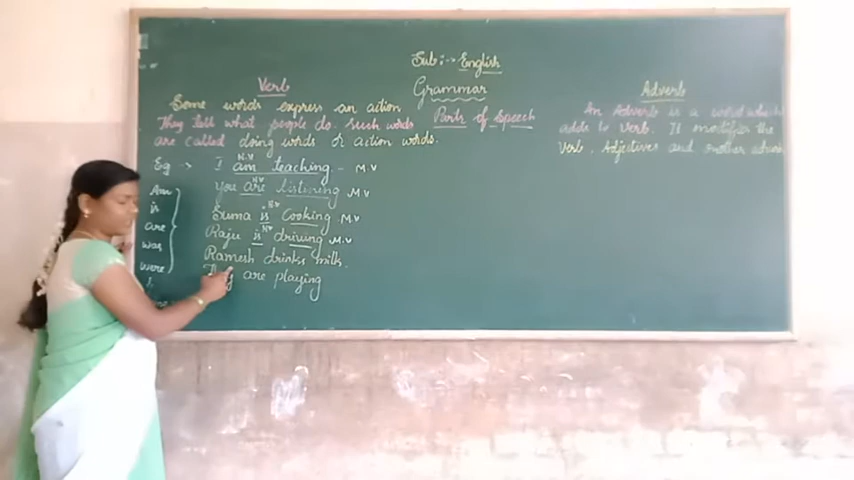 Sub:- English
Grammar
Parts of Speech
Verb
Some words express an action
They tell what people do. Such words
are called doing words or action words.
Eg → I am teaching. - M.V
H.V
You are listening M.V
H.V
Suma is Cooking M.V
H.V
Raju is driving M.V
H.V
Ramesh drinks milk.
They are playing
Am
is
are
was
were
Adverb
An Adverb is a word which
adds to Verb. It modifies the
Verb, Adjectives and another